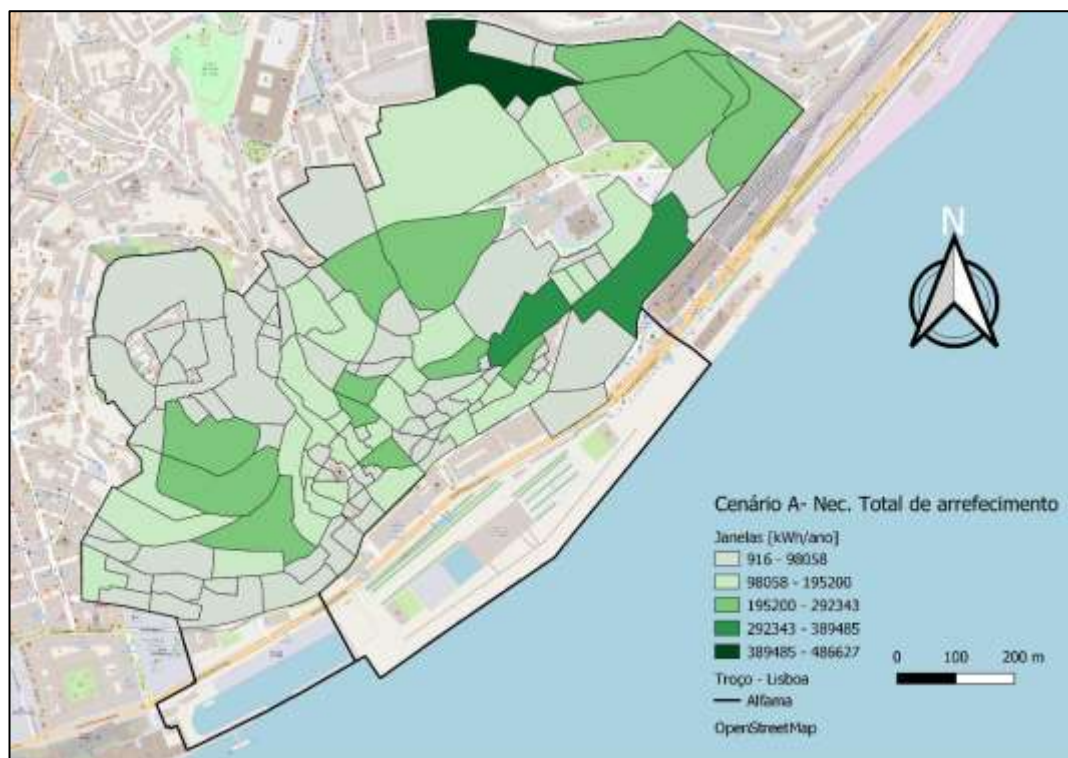 N
Cenário A- Nec. Total de arrefecimento
Janelas [kWh/ano]
916 - 98058
98058 - 195200
195200 - 292343
292343 - 389485
389485 - 486627
Troço - Lisboa
Alfama
OpenStreetMap
0 100 200 m